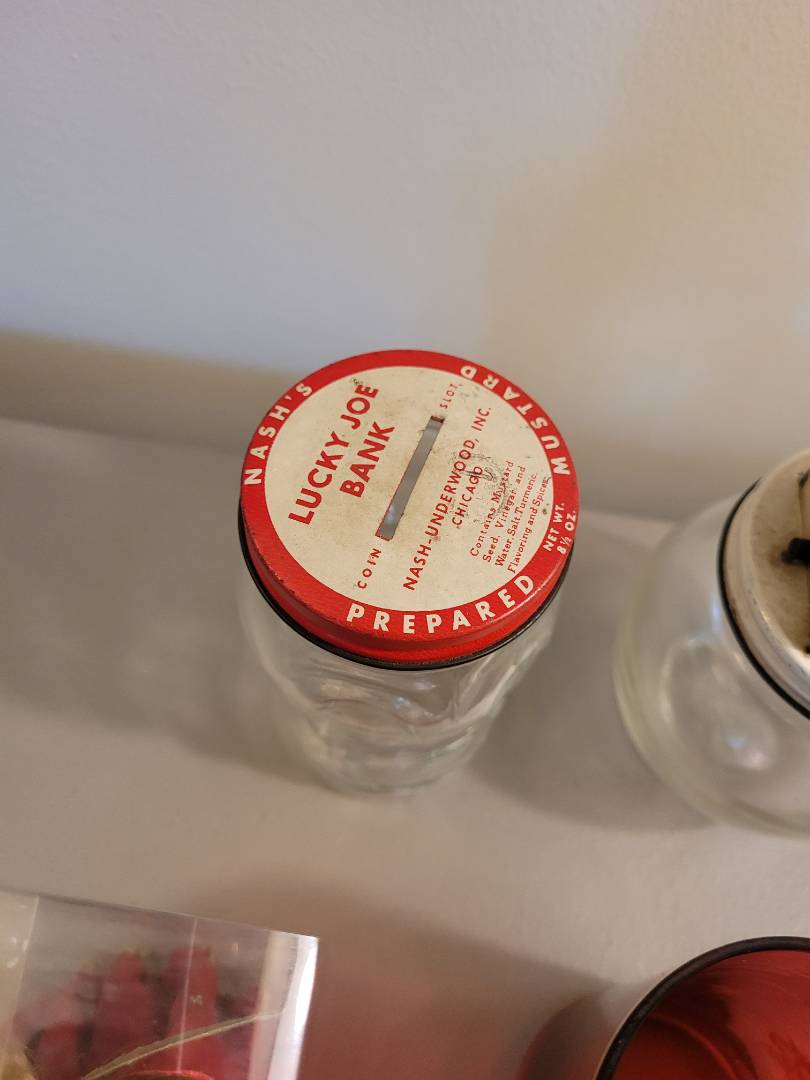 NASH'S
PREPARED
MUSTARD
LUCKY JOE
BANK
COIN SLOT
NASH-UNDERWOOD, INC.
CHICAGO
Contains Mustard
Seed, Vinegar and
Water, Salt, Turmeric,
Flavoring and Spices.
NET WT.
8½ OZ.